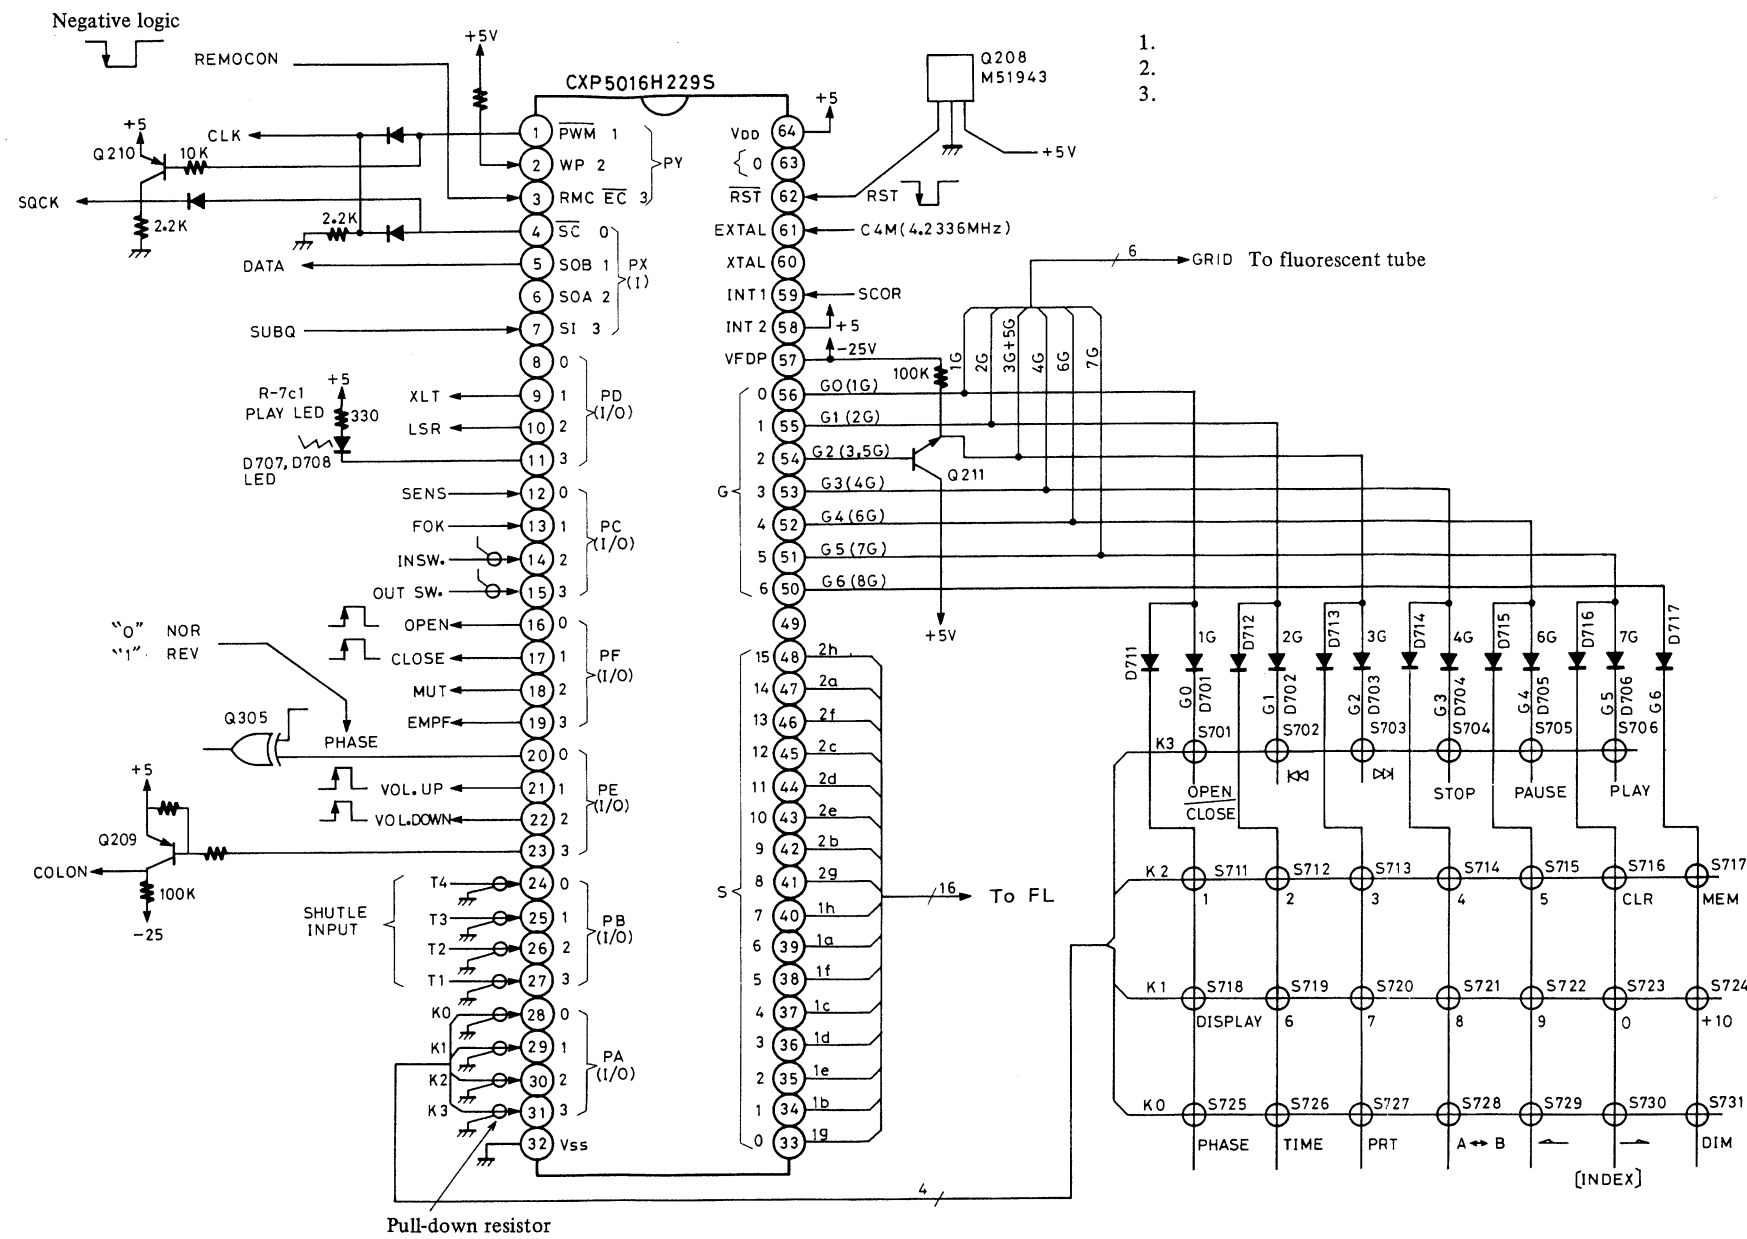 Negative logic
REMOCON
+5V
CXP5016H229S
Q208
M51943
1.
2.
3.
+5
CLK
Q210
10K
SQCK
2.2K
2.2K
DATA
SUBQ
1 PWM 1
2 WP 2
3 RMC EC 3
PY
4 SC 0
5 SOB 1
6 SOA 2
7 SI 3
PX
(I)
8 0
9 1
10 2
11 3
PD
(I/O)
R-7c1
PLAY LED
+5
330
XLT
LSR
D707, D708
LED
SENS
FOK
INSW.
OUT SW.
12 0
13 1
14 2
15 3
PC
(I/O)
"0" NOR
"1" REV
OPEN
CLOSE
MUT
EMPF
16 0
17 1
18 2
19 3
PF
(I/O)
Q305
PHASE
VOL.UP
VOL.DOWN
20 0
21 1
22 2
23 3
PE
(I/O)
+5
Q209
COLON
100K
-25
SHUTLE
INPUT
T4
T3
T2
T1
24 0
25 1
26 2
27 3
PB
(I/O)
K0
K1
K2
K3
28 0
29 1
30 2
31 3
PA
(I/O)
32 Vss
Pull-down resistor
4
+5
VDD 64
{0 63
RST 62
RST
+5V
EXTAL 61
C4M(4.2336MHz)
XTAL 60
INT1 59
SCOR
INT2 58
+5
VFDP 57
-25V
100K
6
GRID To fluorescent tube
1G
2G
3G+5G
4G
6G
7G
G
0 56 G0(1G)
1 55 G1(2G)
2 54 G2(3,5G)
3 53 G3(4G)
4 52 G4(6G)
5 51 G5(7G)
6 50 G6(8G)
Q211
+5V
49
S
15 48 2h
14 47 2a
13 46 2f
12 45 2c
11 44 2d
10 43 2e
9 42 2b
8 41 2g
7 40 1h
6 39 1a
5 38 1f
4 37 1c
3 36 1d
2 35 1e
1 34 1b
0 33 1g
16
To FL
D711
D712
D713
D714
D715
D716
D717
1G
2G
3G
4G
6G
7G
G0 D701
G1 D702
G2 D703
G3 D704
G4 D705
G5 D706
G6
K3
S701
S702
S703
S704
S705
S706
OPEN
CLOSE
STOP
PAUSE
PLAY
K2
S711
S712
S713
S714
S715
S716
S717
1
2
3
4
5
CLR
MEM
K1
S718
S719
S720
S721
S722
S723
S724
DISPLAY
6
7
8
9
0
+10
K0
S725
S726
S727
S728
S729
S730
S731
PHASE
TIME
PRT
A ↔ B
DIM
[INDEX]